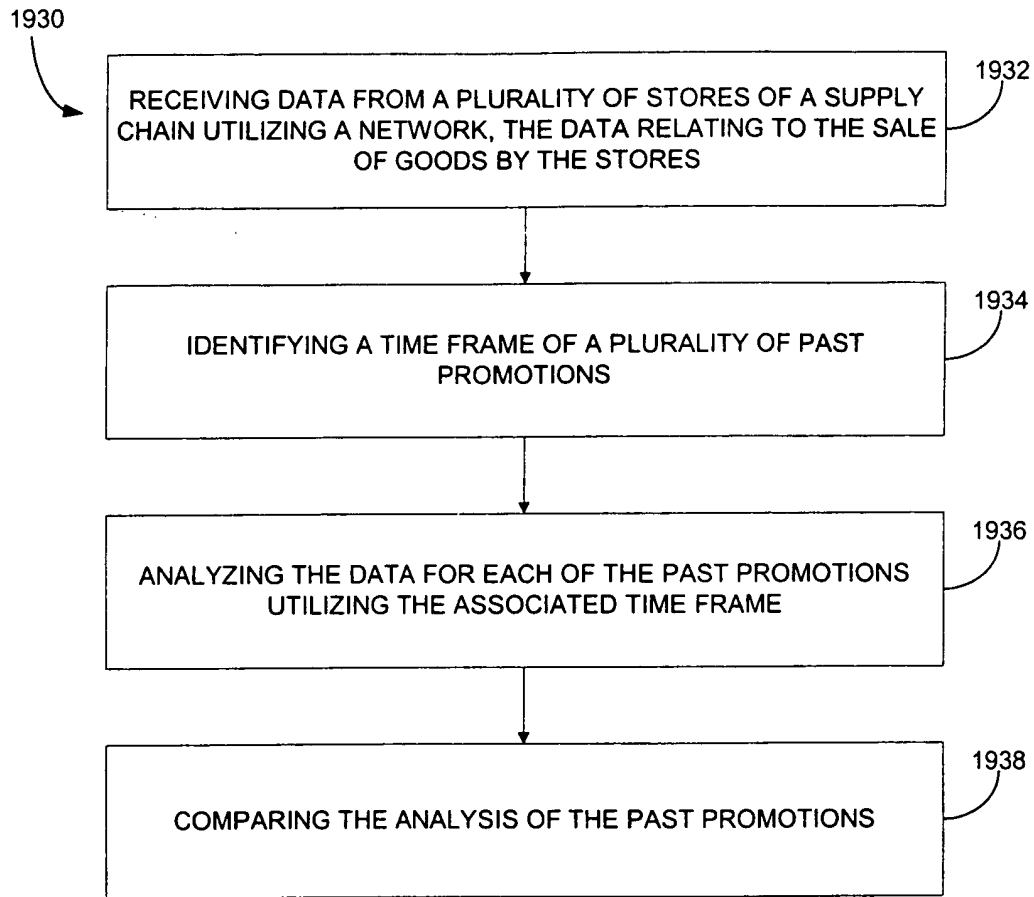 1930
1932
RECEIVING DATA FROM A PLURALITY OF STORES OF A SUPPLY
CHAIN UTILIZING A NETWORK, THE DATA RELATING TO THE SALE
OF GOODS BY THE STORES
1934
IDENTIFYING A TIME FRAME OF A PLURALITY OF PAST
PROMOTIONS
1936
ANALYZING THE DATA FOR EACH OF THE PAST PROMOTIONS
UTILIZING THE ASSOCIATED TIME FRAME
1938
COMPARING THE ANALYSIS OF THE PAST PROMOTIONS